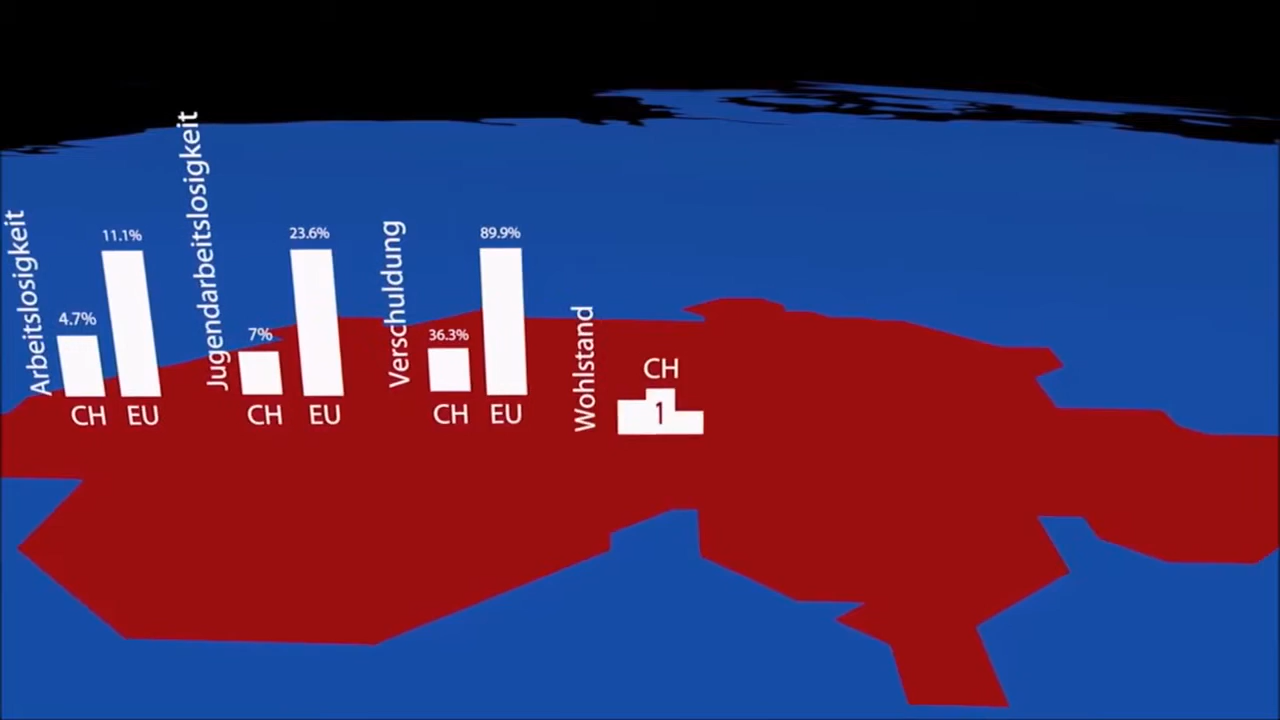 Arbeitslosigkeit
4.7%
11.1%
CH EU
Jugendarbeitslosigkeit
7%
23.6%
CH EU
Verschuldung
36.3%
89.9%
CH EU
Wohlstand
CH
1